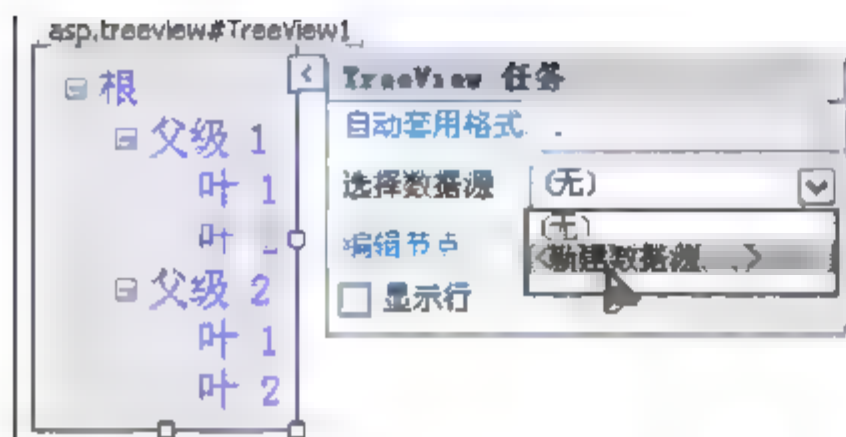 asp.treeview#TreeView1
根
父级 1
叶 1
叶
父级 2
叶 1
叶 2
TreeView 任务
自动套用格式
选择数据源 (无)
(无)
<新建数据源...>
编辑节点
显示行